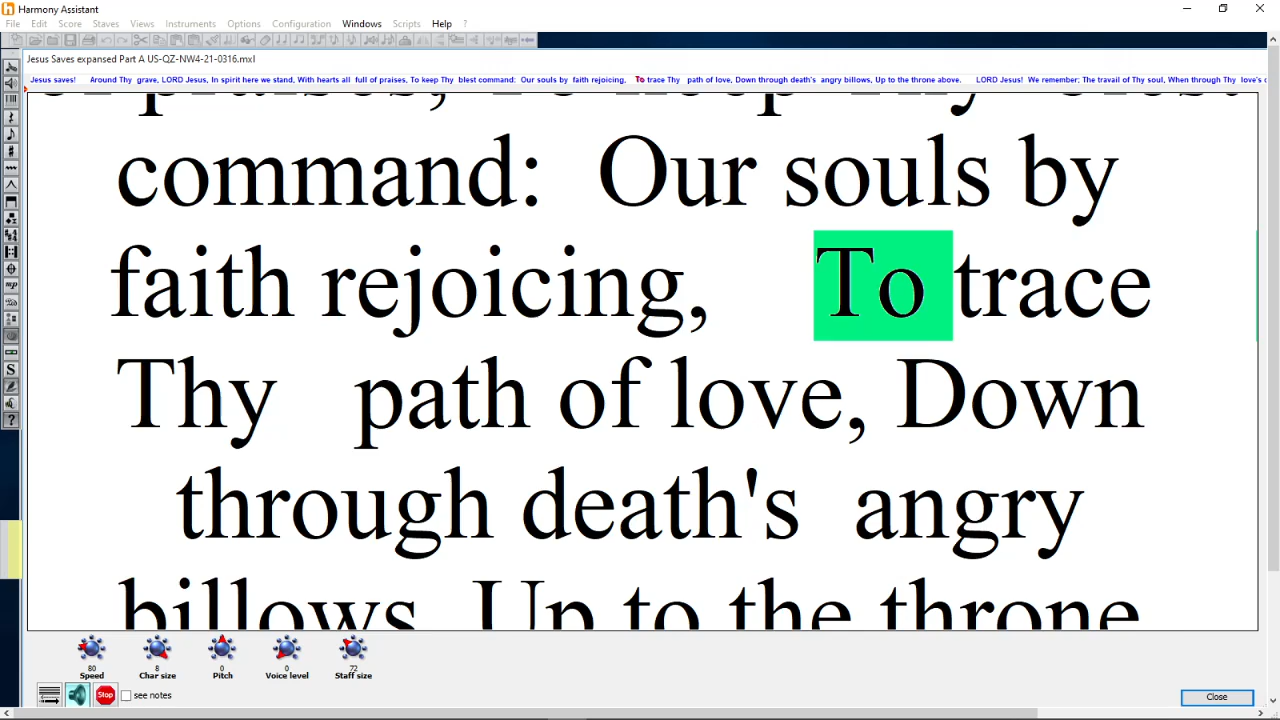 Harmony Assistant
File Edit Score Staves Views Instruments Options Configuration Windows Scripts Help ?
Jesus Saves expansed Part A US-QZ-NW4-21-0316.mxl
Jesus saves! Around Thy grave, LORD Jesus, In spirit here we stand, With hearts all full of praises, To keep Thy blest command: Our souls by faith rejoicing, To trace Thy path of love, Down through death's angry billows, Up to the throne above. LORD Jesus! We remember; The travail of Thy soul, When through Thy love's
command: Our souls by
faith rejoicing, To trace
Thy path of love, Down
through death's angry
billows, Up to the throne
80 8 0 0 72
Speed Char size Pitch Voice level Staff size
Stop see notes Close